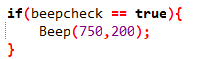 if(beepcheck == true){
    Beep(750,200);
}